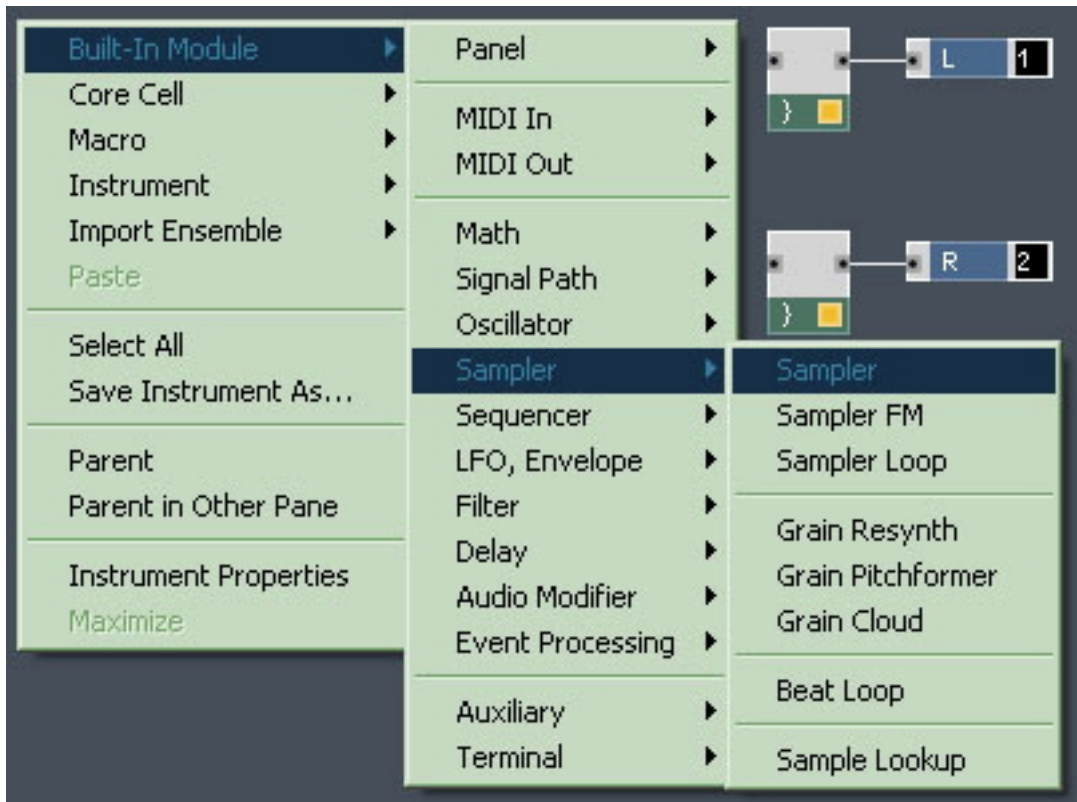 Built-In Module
Core Cell
Macro
Instrument
Import Ensemble
Paste
Select All
Save Instrument As...
Parent
Parent in Other Pane
Instrument Properties
Maximize
Panel
MIDI In
MIDI Out
Math
Signal Path
Oscillator
Sampler
Sequencer
LFO, Envelope
Filter
Delay
Audio Modifier
Event Processing
Auxiliary
Terminal
Sampler
Sampler FM
Sampler Loop
Grain Resynth
Grain Pitchformer
Grain Cloud
Beat Loop
Sample Lookup
}
L 1
}
R 2